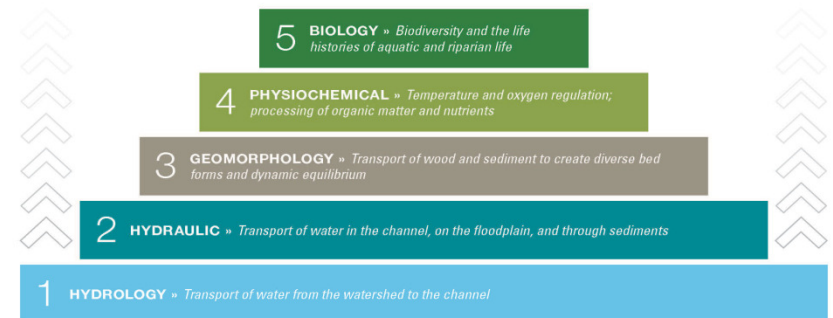 5 BIOLOGY » Biodiversity and the life
histories of aquatic and riparian life
4 PHYSIOCHEMICAL » Temperature and oxygen regulation;
processing of organic matter and nutrients
3 GEOMORPHOLOGY » Transport of wood and sediment to create diverse bed
forms and dynamic equilibrium
2 HYDRAULIC » Transport of water in the channel, on the floodplain, and through sediments
1 HYDROLOGY » Transport of water from the watershed to the channel